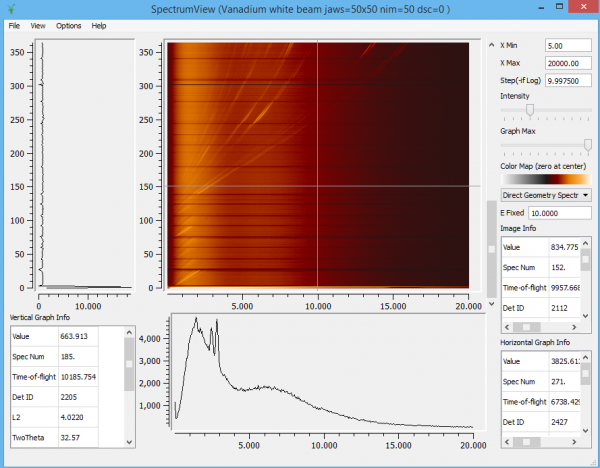 SpectrumView (Vanadium white beam jaws=50x50 nim=50 dsc=0 )
File View Options Help
350
300
250
200
150
100
50
0
0 10.000
350
300
250
200
150
100
50
0
0 5.000 10.000 15.000 20.000
X Min 5.00
X Max 20000.00
Step(-if Log) 9.997500
Intensity
Graph Max
Color Map (zero at center)
Direct Geometry Spectr
E Fixed 10.0000
Image Info
Value 834.775
Spec Num 152.
Time-of-flight 9957.668
Det ID 2112
Vertical Graph Info
Value 663.913
Spec Num 185.
Time-of-flight 10185.754
Det ID 2205
L2 4.0220
TwoTheta 32.57
5,000
4,000
3,000
2,000
1,000
5.000 10.000 15.000 20.000
Horizontal Graph Info
Value 3825.613
Spec Num 271.
Time-of-flight 6738.429
Det ID 2427